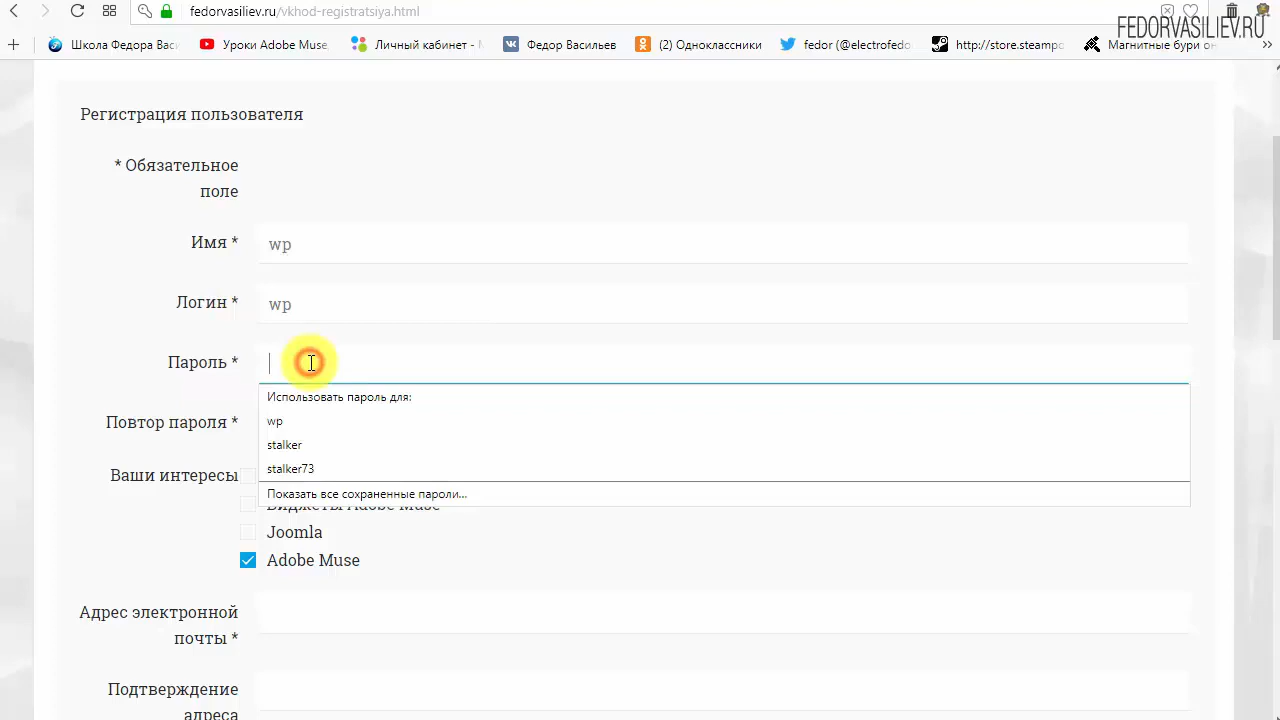 fedorvasiliev.ru/vkhod-registratsiya.html
FEDORVASILIEV.RU
Школа Федора Вас
Уроки Adobe Muse,
Личный кабинет -
Федор Васильев
(2) Одноклассники
fedor (@electrofedo
http://store.steampo
Магнитные бури он
Регистрация пользователя
* Обязательное
поле
Имя *
wp
Логин *
wp
Пароль *
Использовать пароль для:
wp
Повтор пароля *
stalker
stalker73
Ваши интересы
Показать все сохраненные пароли...
Виджеты Adobe Muse
Joomla
Adobe Muse
Адрес электронной
почты *
Подтверждение
адреса